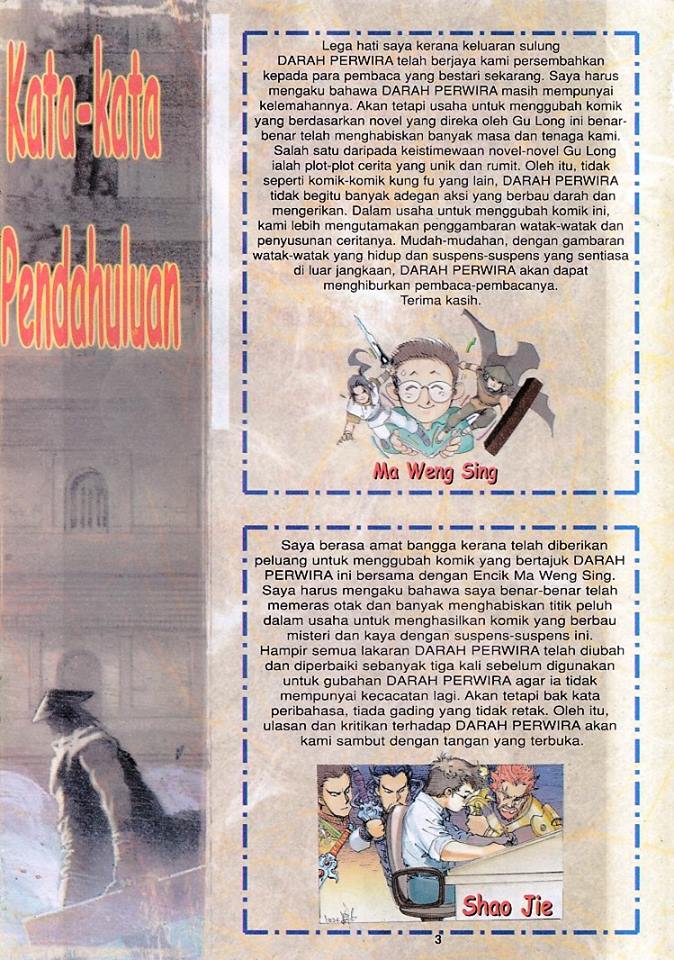 Kata-kata
Pendahuluan
Lega hati saya kerana keluaran sulung
DARAH PERWIRA telah berjaya kami persembahkan
kepada para pembaca yang bestari sekarang. Saya harus
mengaku bahawa DARAH PERWIRA masih mempunyai
kelemahannya. Akan tetapi usaha untuk menggubah komik
yang berdasarkan novel yang direka oleh Gu Long ini benar-
benar telah menghabiskan banyak masa dan tenaga kami.
Salah satu daripada keistimewaan novel-novel Gu Long
ialah plot-plot cerita yang unik dan rumit. Oleh itu, tidak
seperti komik-komik kung fu yang lain, DARAH PERWIRA
tidak begitu banyak adegan aksi yang berbau darah dan
mengerikan. Dalam usaha untuk menggubah komik ini,
kami lebih mengutamakan penggambaran watak-watak dan
penyusunan ceritanya. Mudah-mudahan, dengan gambaran
watak-watak yang hidup dan suspens-suspens yang sentiasa
di luar jangkaan, DARAH PERWIRA akan dapat
menghiburkan pembaca-pembacanya.
Terima kasih.
Ma Weng Sing
Saya berasa amat bangga kerana telah diberikan
peluang untuk menggubah komik yang bertajuk DARAH
PERWIRA ini bersama dengan Encik Ma Weng Sing.
Saya harus mengaku bahawa saya benar-benar telah
memeras otak dan banyak menghabiskan titik peluh
dalam usaha untuk menghasilkan komik yang berbau
misteri dan kaya dengan suspens-suspens ini.
Hampir semua lakaran DARAH PERWIRA telah diubah
dan diperbaiki sebanyak tiga kali sebelum digunakan
untuk gubahan DARAH PERWIRA agar ia tidak
mempunyai kecacatan lagi. Akan tetapi bak kata
peribahasa, tiada gading yang tidak retak. Oleh itu,
ulasan dan kritikan terhadap DARAH PERWIRA akan
kami sambut dengan tangan yang terbuka.
Shao Jie
3